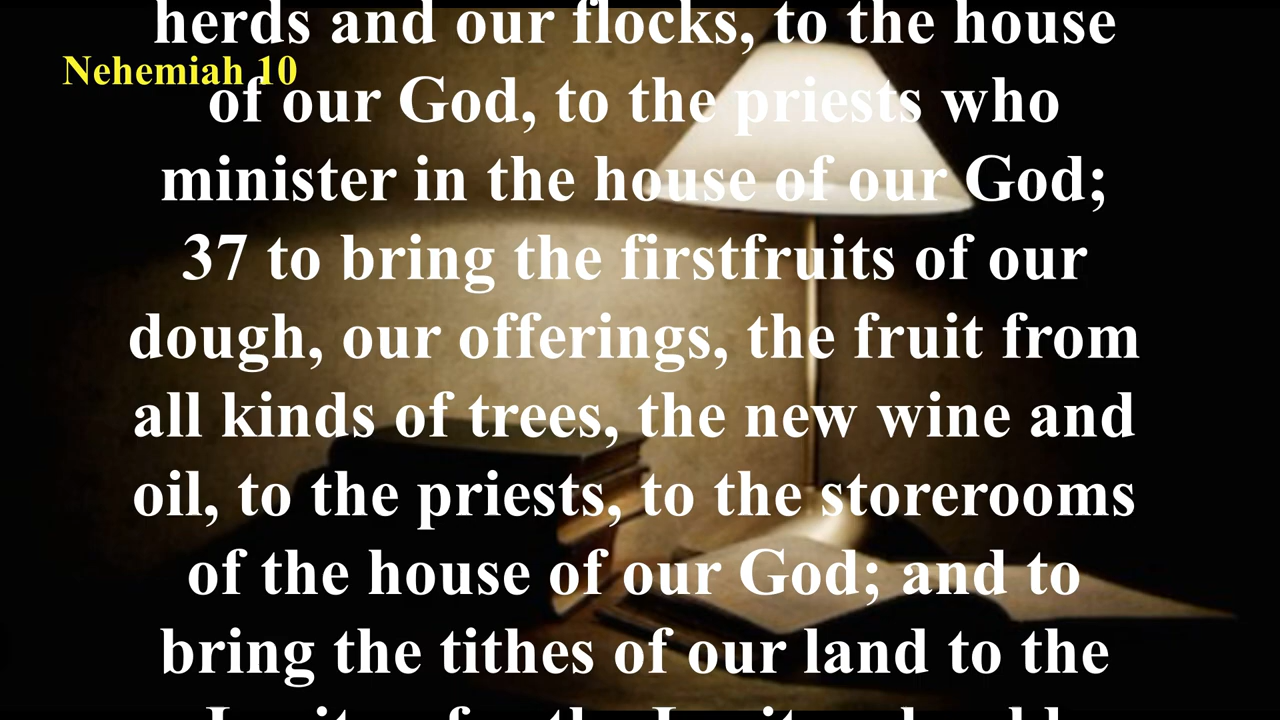 herds and our flocks, to the house
Nehemiah 10
of our God, to the priests who
minister in the house of our God;
37 to bring the firstfruits of our
dough, our offerings, the fruit from
all kinds of trees, the new wine and
oil, to the priests, to the storerooms
of the house of our God; and to
bring the tithes of our land to the